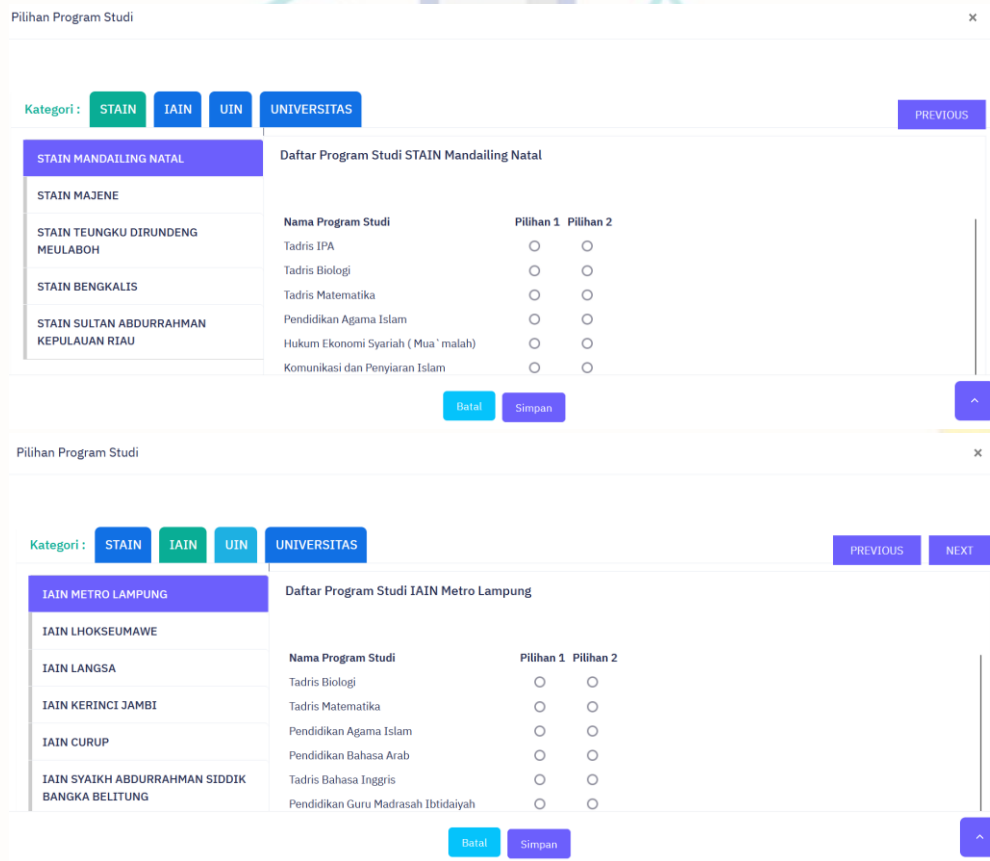 Pilihan Program Studi ×
Kategori : STAIN IAIN UIN UNIVERSITAS
PREVIOUS
STAIN MANDAILING NATAL
STAIN MAJENE
STAIN TEUNGKU DIRUNDENG
MEULABOH
STAIN BENGKALIS
STAIN SULTAN ABDURRAHMAN
KEPULAUAN RIAU
Daftar Program Studi STAIN Mandailing Natal
Nama Program Studi Pilihan 1 Pilihan 2
Tadris IPA
Tadris Biologi
Tadris Matematika
Pendidikan Agama Islam
Hukum Ekonomi Syariah ( Mua`malah)
Komunikasi dan Penyiaran Islam
Batal Simpan
Pilihan Program Studi ×
Kategori : STAIN IAIN UIN UNIVERSITAS
PREVIOUS NEXT
IAIN METRO LAMPUNG
IAIN LHOKSEUMAWE
IAIN LANGSA
IAIN KERINCI JAMBI
IAIN CURUP
IAIN SYAIKH ABDURRAHMAN SIDDIK
BANGKA BELITUNG
Daftar Program Studi IAIN Metro Lampung
Nama Program Studi Pilihan 1 Pilihan 2
Tadris Biologi
Tadris Matematika
Pendidikan Agama Islam
Pendidikan Bahasa Arab
Tadris Bahasa Inggris
Pendidikan Guru Madrasah Ibtidaiyah
Batal Simpan